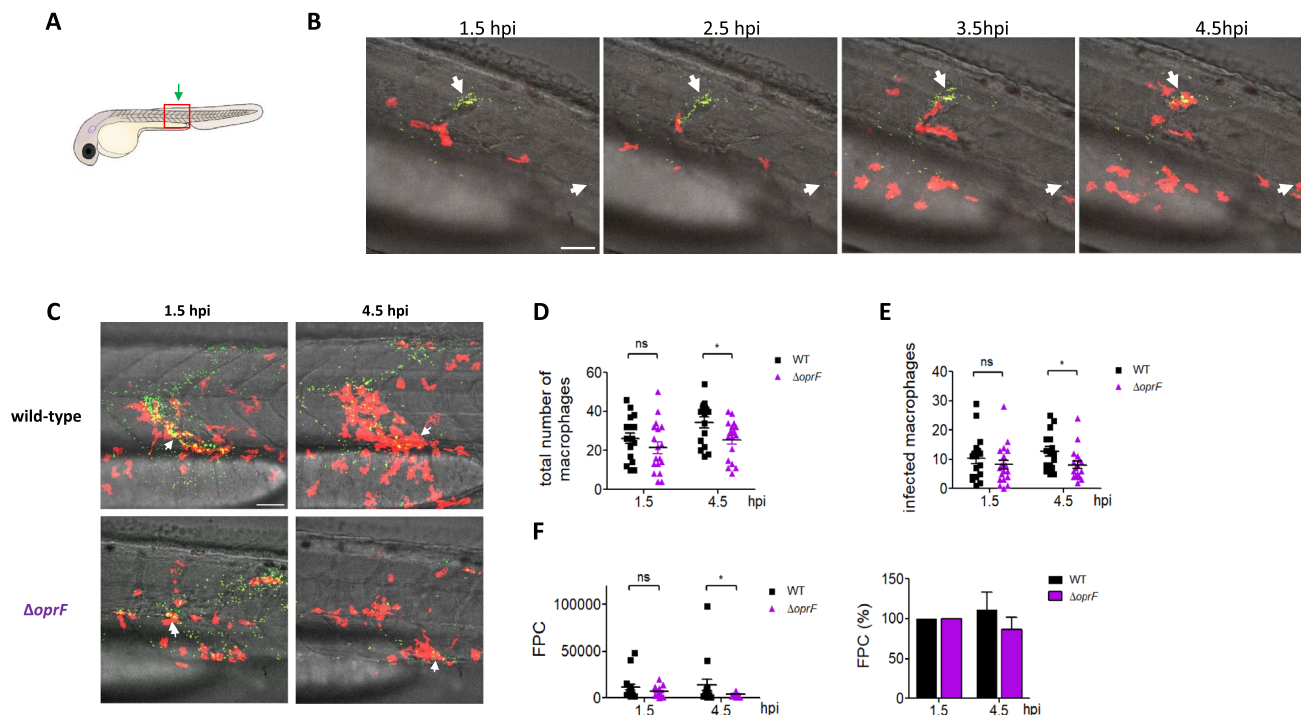 A
B
1.5 hpi
2.5 hpi
3.5hpi
4.5hpi
C
1.5 hpi
4.5 hpi
wild-type
ΔoprF
D
ns
*
WT
ΔoprF
total number of
macrophages
60
40
20
0
1.5
4.5
hpi
E
ns
*
WT
ΔoprF
infected macrophages
40
30
20
10
0
1.5
4.5
hpi
F
ns
*
WT
ΔoprF
FPC
100000
50000
0
1.5
4.5
hpi
WT
ΔoprF
FPC (%)
150
100
50
0
1.5
4.5
hpi